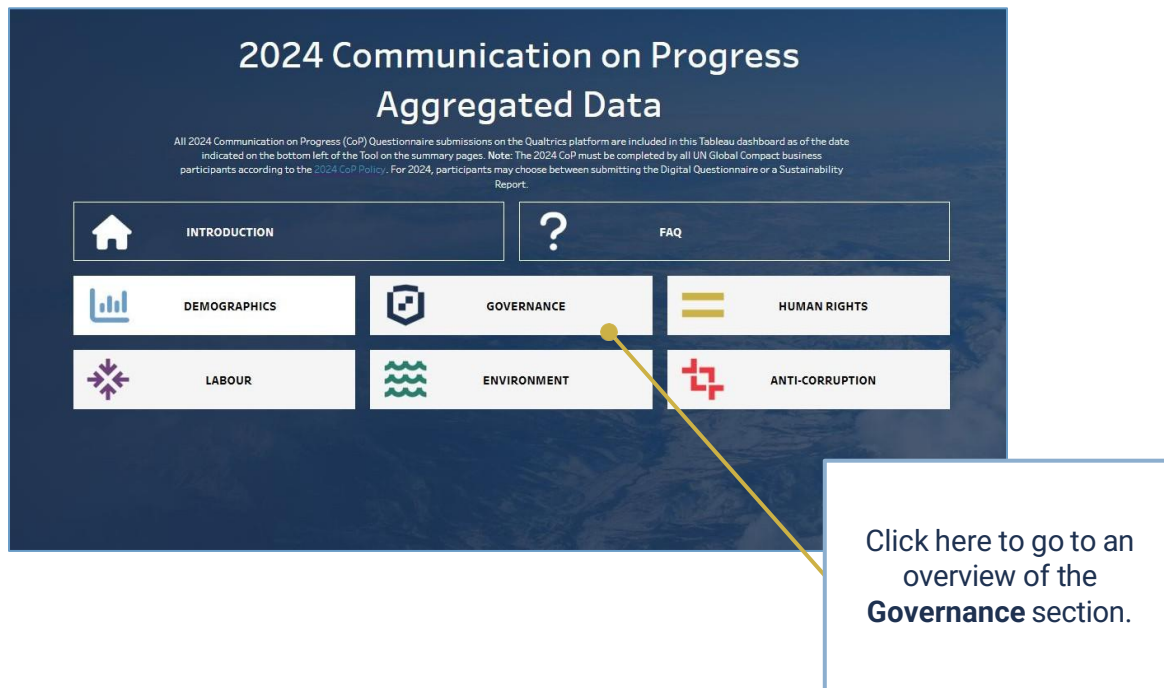 2024 Communication on Progress
Aggregated Data
All 2024 Communication on Progress (CoP) Questionnaire submissions on the Qualtrics platform are included in this Tableau dashboard as of the date
indicated on the bottom left of the Tool on the summary pages. Note: The 2024 CoP must be completed by all UN Global Compact business
participants according to the 2024 CoP Policy. For 2024, participants may choose between submitting the Digital Questionnaire or a Sustainability
Report.
INTRODUCTION
? FAQ
DEMOGRAPHICS
GOVERNANCE
HUMAN RIGHTS
LABOUR
ENVIRONMENT
ANTI-CORRUPTION
Click here to go to an
overview of the
Governance section.